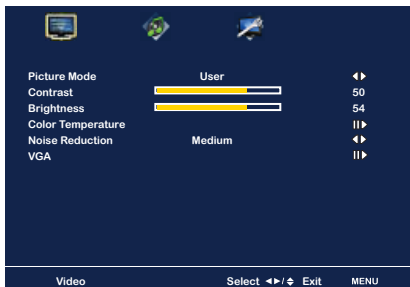 Picture Mode User
Contrast 50
Brightness 54
Color Temperature
Noise Reduction Medium
VGA
Video Select ◄►/♦ Exit MENU